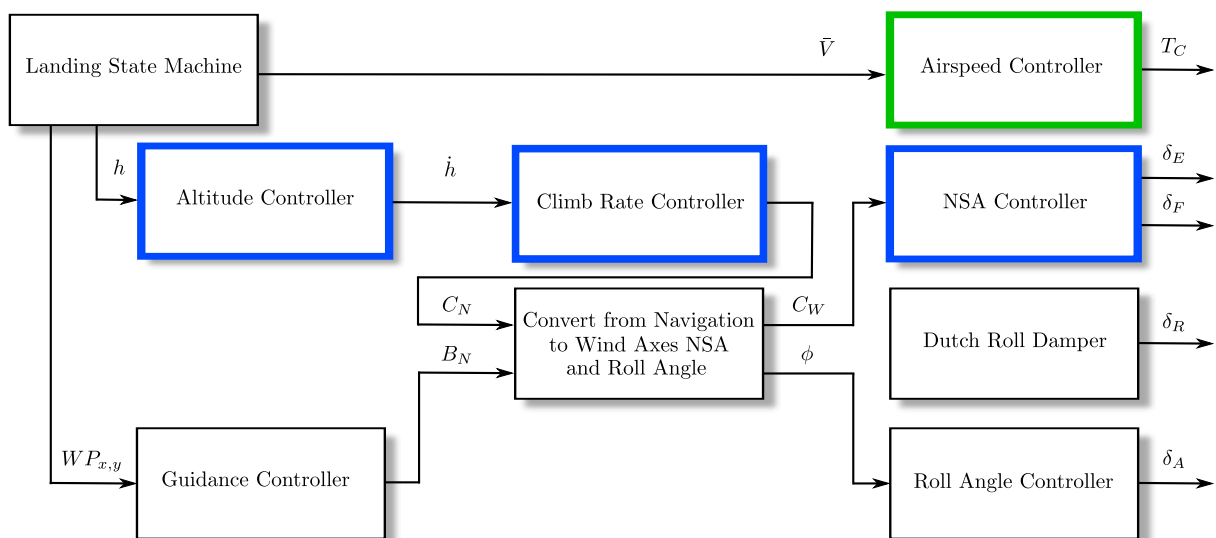 Landing State Machine
V̄
Airspeed Controller
T_C
h
Altitude Controller
ḣ
Climb Rate Controller
NSA Controller
δ_E
δ_F
C_N
B_N
Convert from Navigation
to Wind Axes NSA
and Roll Angle
C_W
ϕ
Dutch Roll Damper
δ_R
WP_{x,y}
Guidance Controller
Roll Angle Controller
δ_A